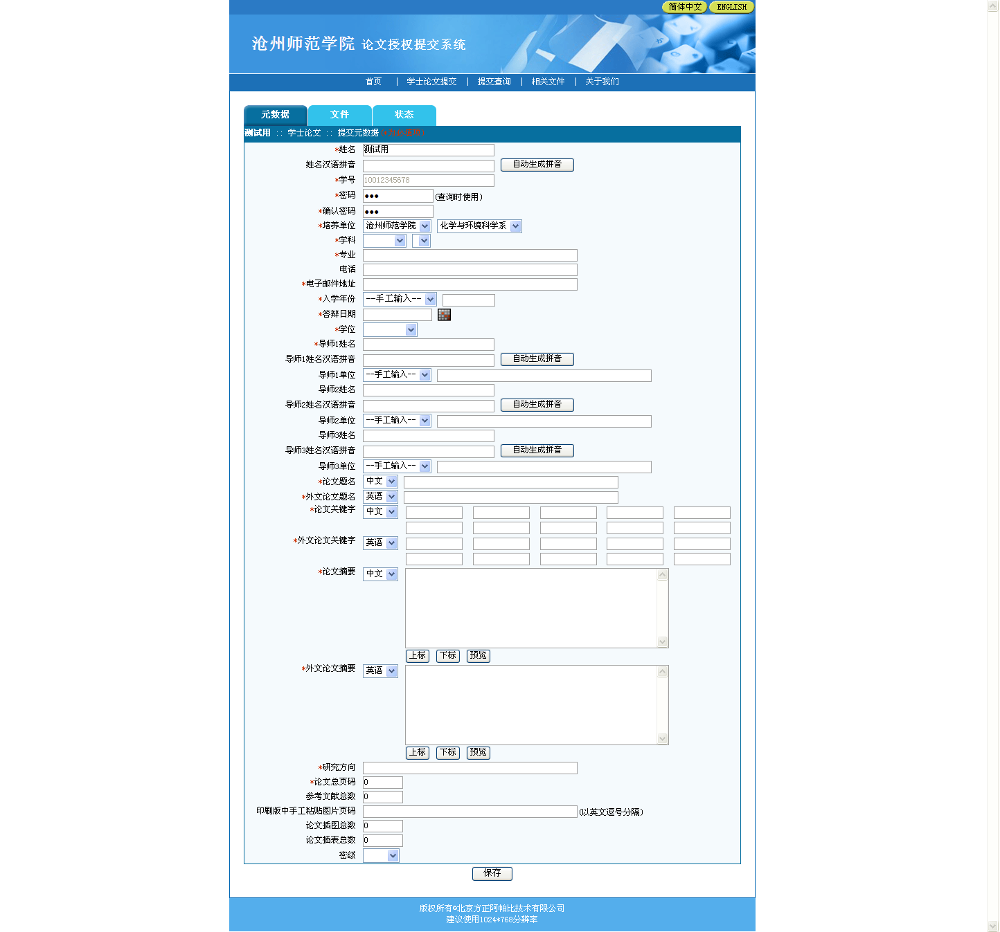 简体中文 ENGLISH
沧州师范学院 论文授权提交系统
首页 | 学士论文提交 | 提交查询 | 相关文件 | 关于我们
元数据 文件 状态
测试用 :: 学士论文 :: 提交元数据
*姓名 测试用
姓名汉语拼音 自动生成拼音
*学号 10012345678
*密码 ●●● (查询时使用)
*确认密码 ●●●
*培养单位 沧州师范学院 化学与环境科学系
*学科
*专业
电话
*电子邮件地址
*入学年份 --手工输入--
*答辩日期
*学位
*导师1姓名
导师1姓名汉语拼音 自动生成拼音
导师1单位 --手工输入--
导师2姓名
导师2姓名汉语拼音 自动生成拼音
导师2单位 --手工输入--
导师3姓名
导师3姓名汉语拼音 自动生成拼音
导师3单位 --手工输入--
*论文题名 中文
*外文论文题名 英语
*论文关键字 中文
*外文论文关键字 英语
*论文摘要 中文
上标 下标 预览
*外文论文摘要 英语
上标 下标 预览
*研究方向
*论文总页码 0
参考文献总数 0
印刷版中手工粘贴图片页码 (以英文逗号分隔)
论文插图总数 0
论文插表总数 0
密级
保存
版权所有©北京方正阿帕比技术有限公司
建议使用1024*768分辨率